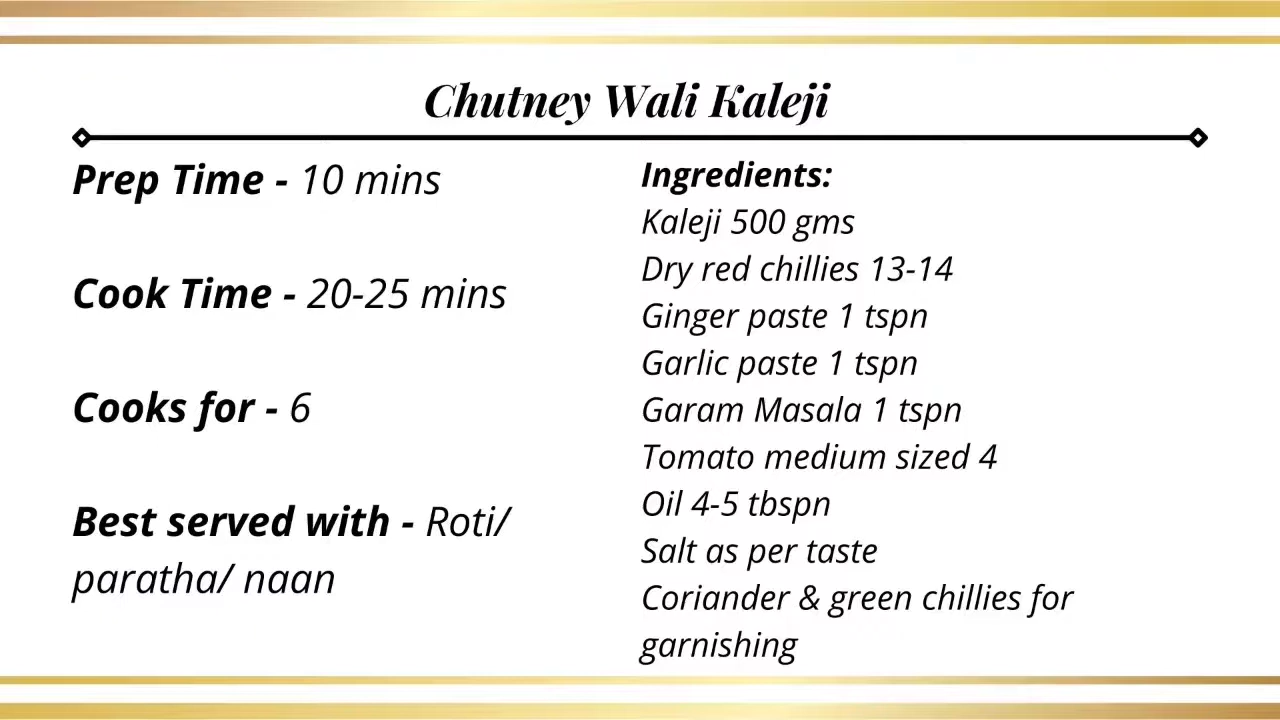 Chutney Wali Kaleji
Prep Time - 10 mins
Cook Time - 20-25 mins
Cooks for - 6
Best served with - Roti/
paratha/ naan
Ingredients:
Kaleji 500 gms
Dry red chillies 13-14
Ginger paste 1 tspn
Garlic paste 1 tspn
Garam Masala 1 tspn
Tomato medium sized 4
Oil 4-5 tbspn
Salt as per taste
Coriander & green chillies for
garnishing